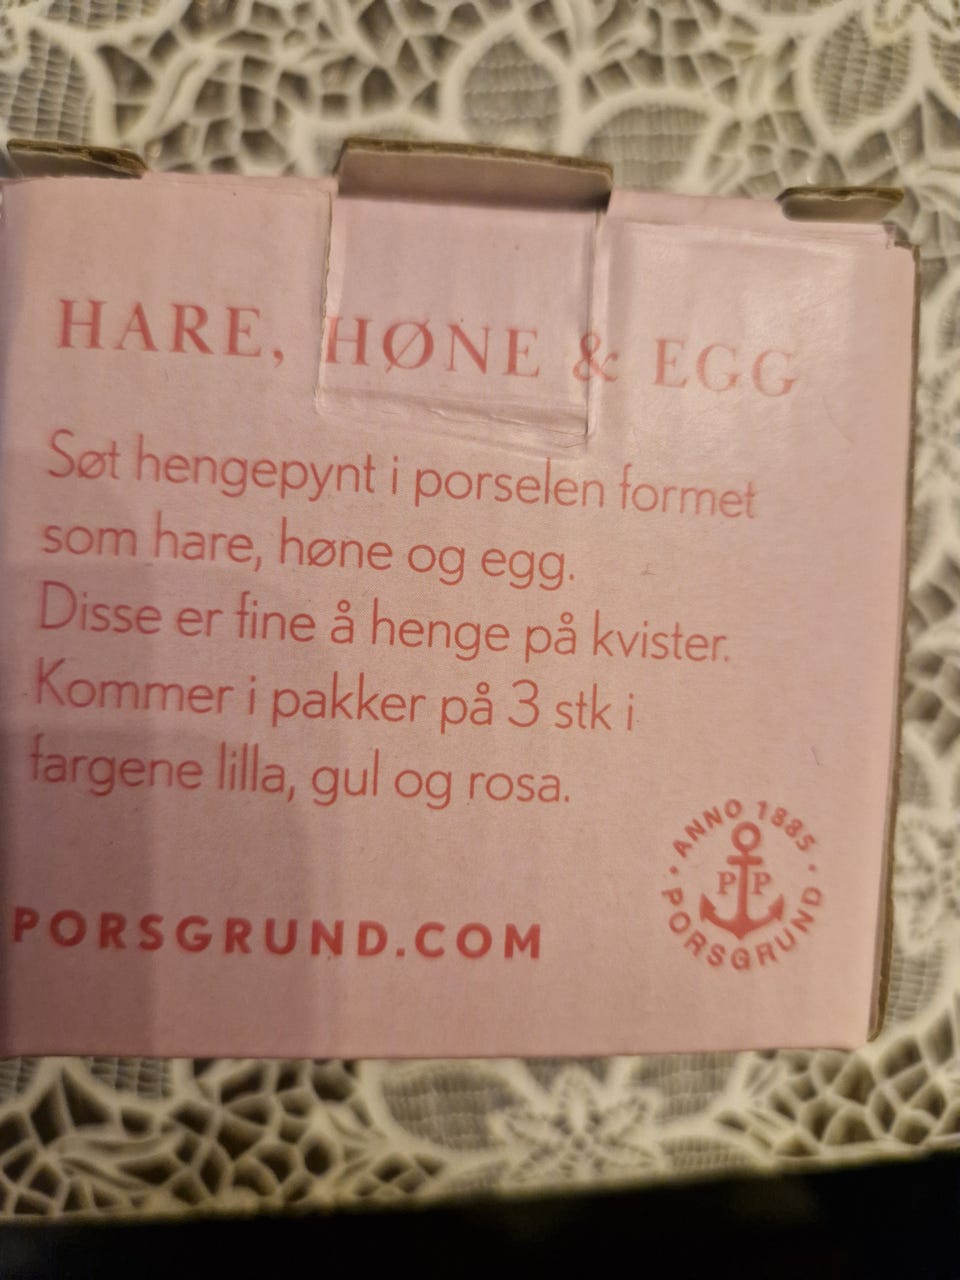 HARE, HØNE & EGG
Søt hengepynt i porselen formet
som hare, høne og egg.
Disse er fine å henge på kvister.
Kommer i pakker på 3 stk i
fargene lilla, gul og rosa.
ANNO 1885
PP
PORSGRUND
PORSGRUND.COM